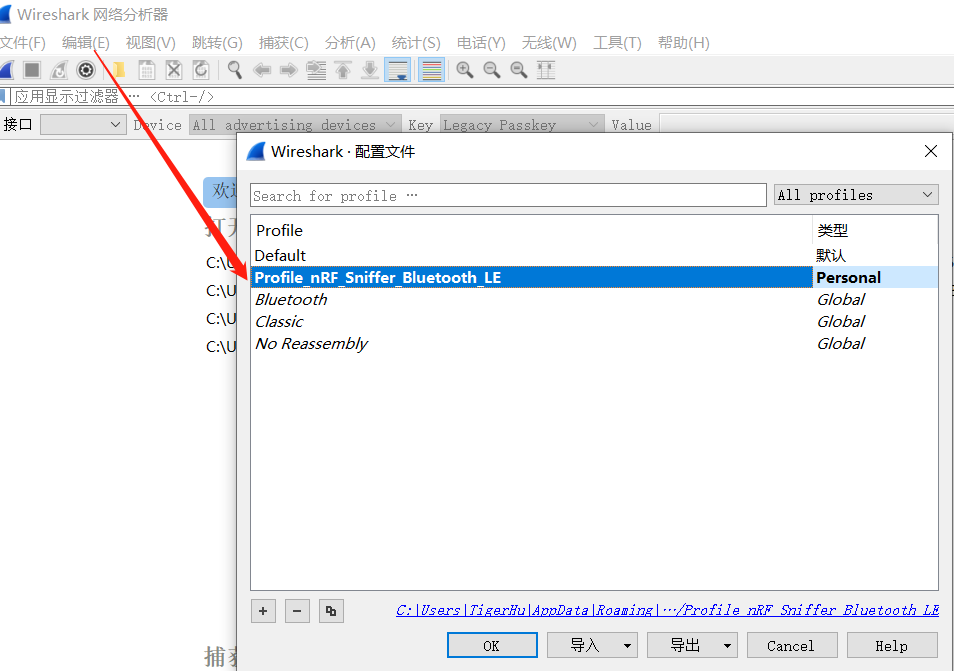 Wireshark 网络分析器
文件(F) 编辑(E) 视图(V) 跳转(G) 捕获(C) 分析(A) 统计(S) 电话(Y) 无线(W) 工具(T) 帮助(H)
应用显示过滤器 … <Ctrl-/>
接口 Device All advertising devices Key Legacy Passkey Value
Wireshark · 配置文件
欢迎
Search for profile …
All profiles
打开
Profile 类型
C:\U
Default 默认
Profile_nRF_Sniffer_Bluetooth_LE Personal
C:\U
Bluetooth Global
C:\U
Classic Global
C:\U
No Reassembly Global
C:|Users|TigerHu|AppData|Roaming|…/Profile_nRF_Sniffer_Bluetooth_LE
OK 导入 导出 Cancel Help
捕获